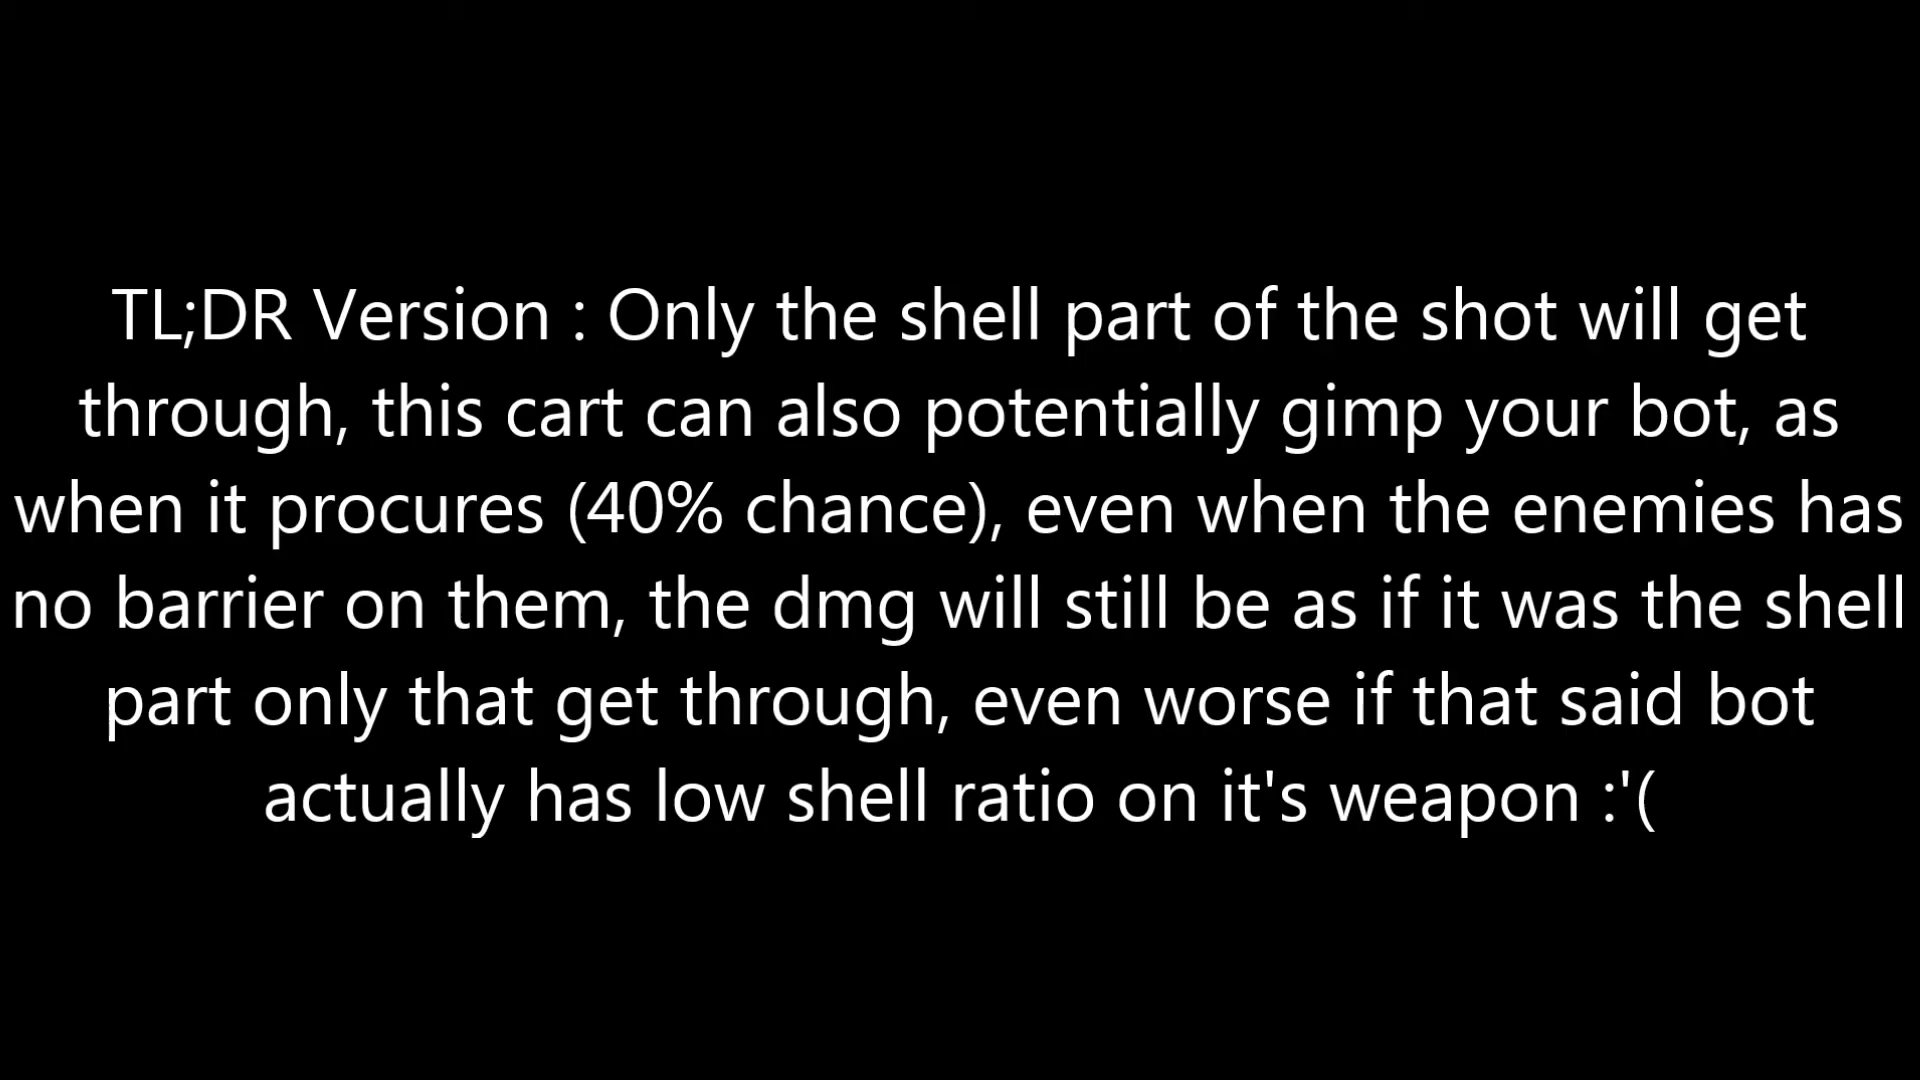 TL;DR Version : Only the shell part of the shot will get
through, this cart can also potentially gimp your bot, as
when it procures (40% chance), even when the enemies has
no barrier on them, the dmg will still be as if it was the shell
part only that get through, even worse if that said bot
actually has low shell ratio on it's weapon :'(